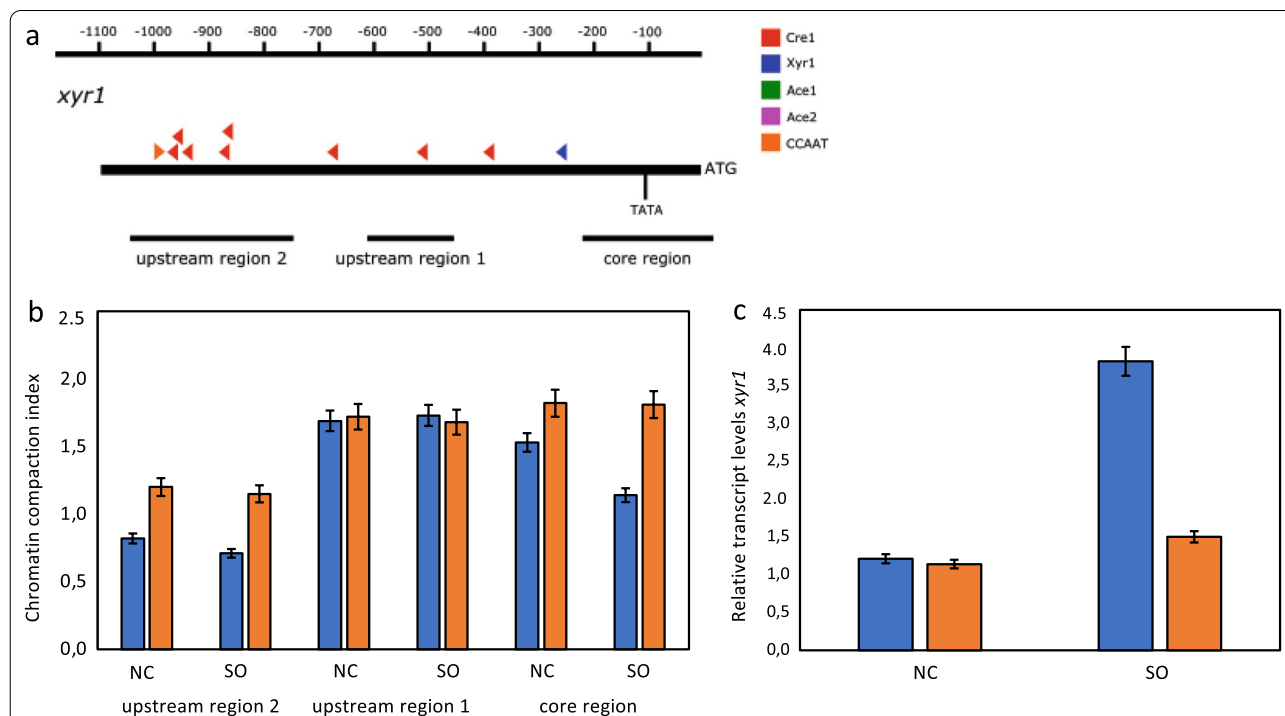 a
-1100 -1000 -900 -800 -700 -600 -500 -400 -300 -200 -100
Cre1
Xyr1
Ace1
Ace2
CCAAT
xyr1
ATG
TATA
upstream region 2 upstream region 1 core region
b
Chromatin compaction index
2.5
2,0
1,5
1,0
0,5
0,0
NC SO NC SO NC SO
upstream region 2 upstream region 1 core region
c
Relative transcript levels xyr1
4.5
4,0
3,5
3,0
2,5
2,0
1,5
1,0
0,5
0,0
NC SO